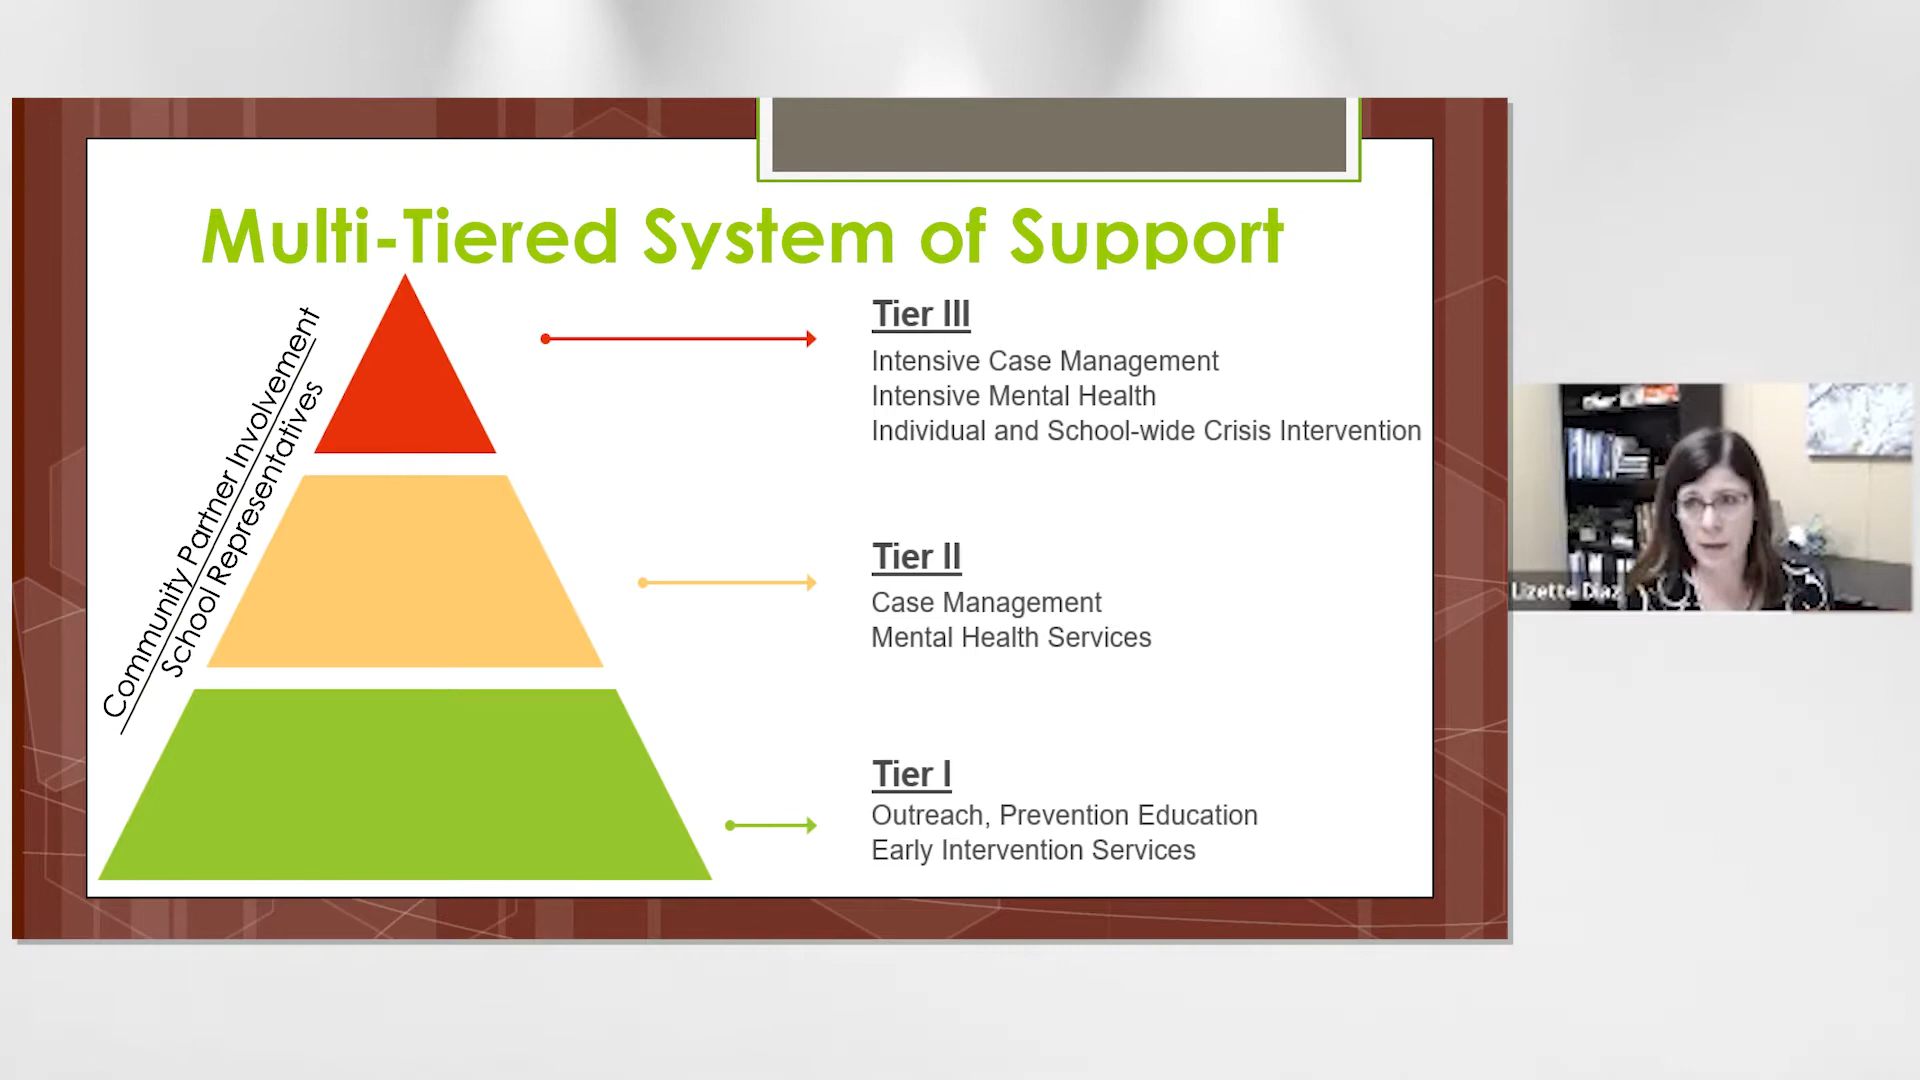 Multi-Tiered System of Support
Community Partner Involvement
School Representatives
Tier III
Intensive Case Management
Intensive Mental Health
Individual and School-wide Crisis Intervention
Tier II
Case Management
Mental Health Services
Tier I
Outreach, Prevention Education
Early Intervention Services
Lizette Diaz